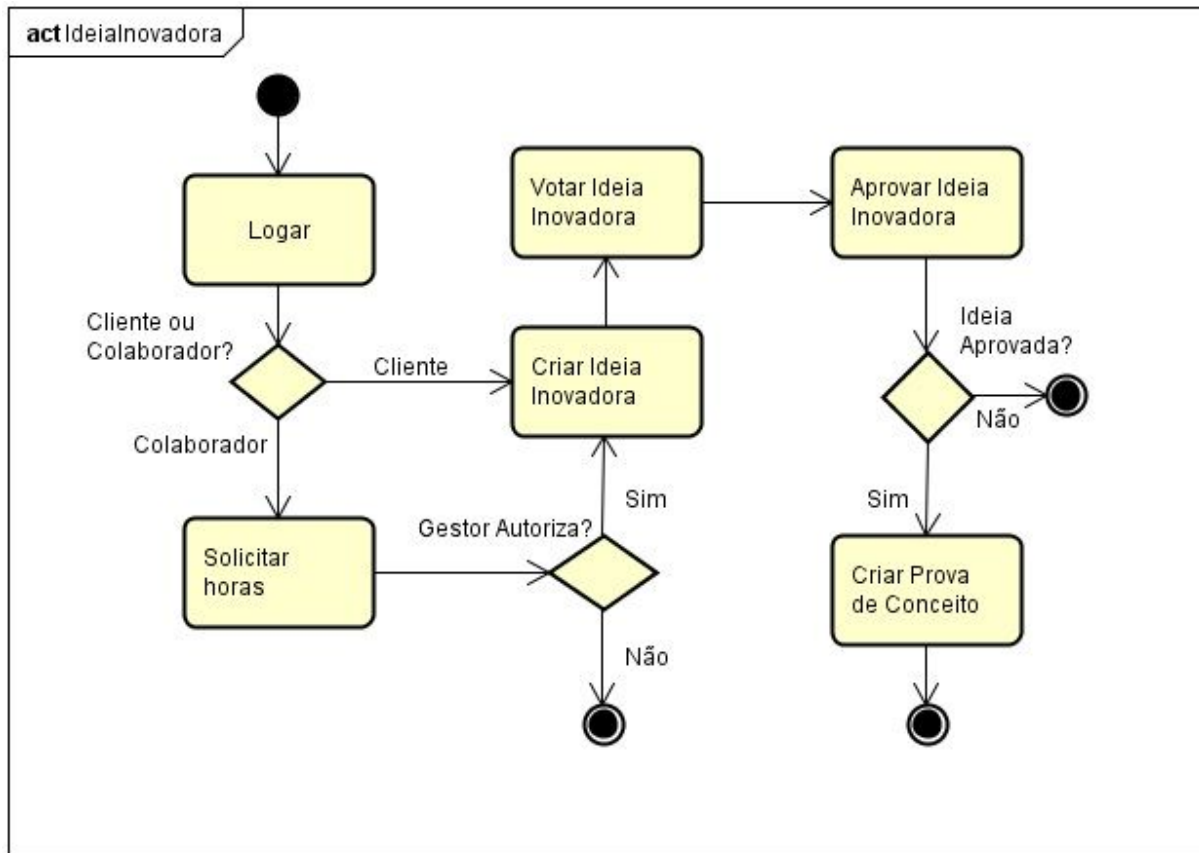 act IdeiaInovadora
Logar
Cliente ou
Colaborador?
Cliente
Colaborador
Solicitar
horas
Gestor Autoriza?
Sim
Não
Criar Ideia
Inovadora
Votar Ideia
Inovadora
Aprovar Ideia
Inovadora
Ideia
Aprovada?
Não
Sim
Criar Prova
de Conceito